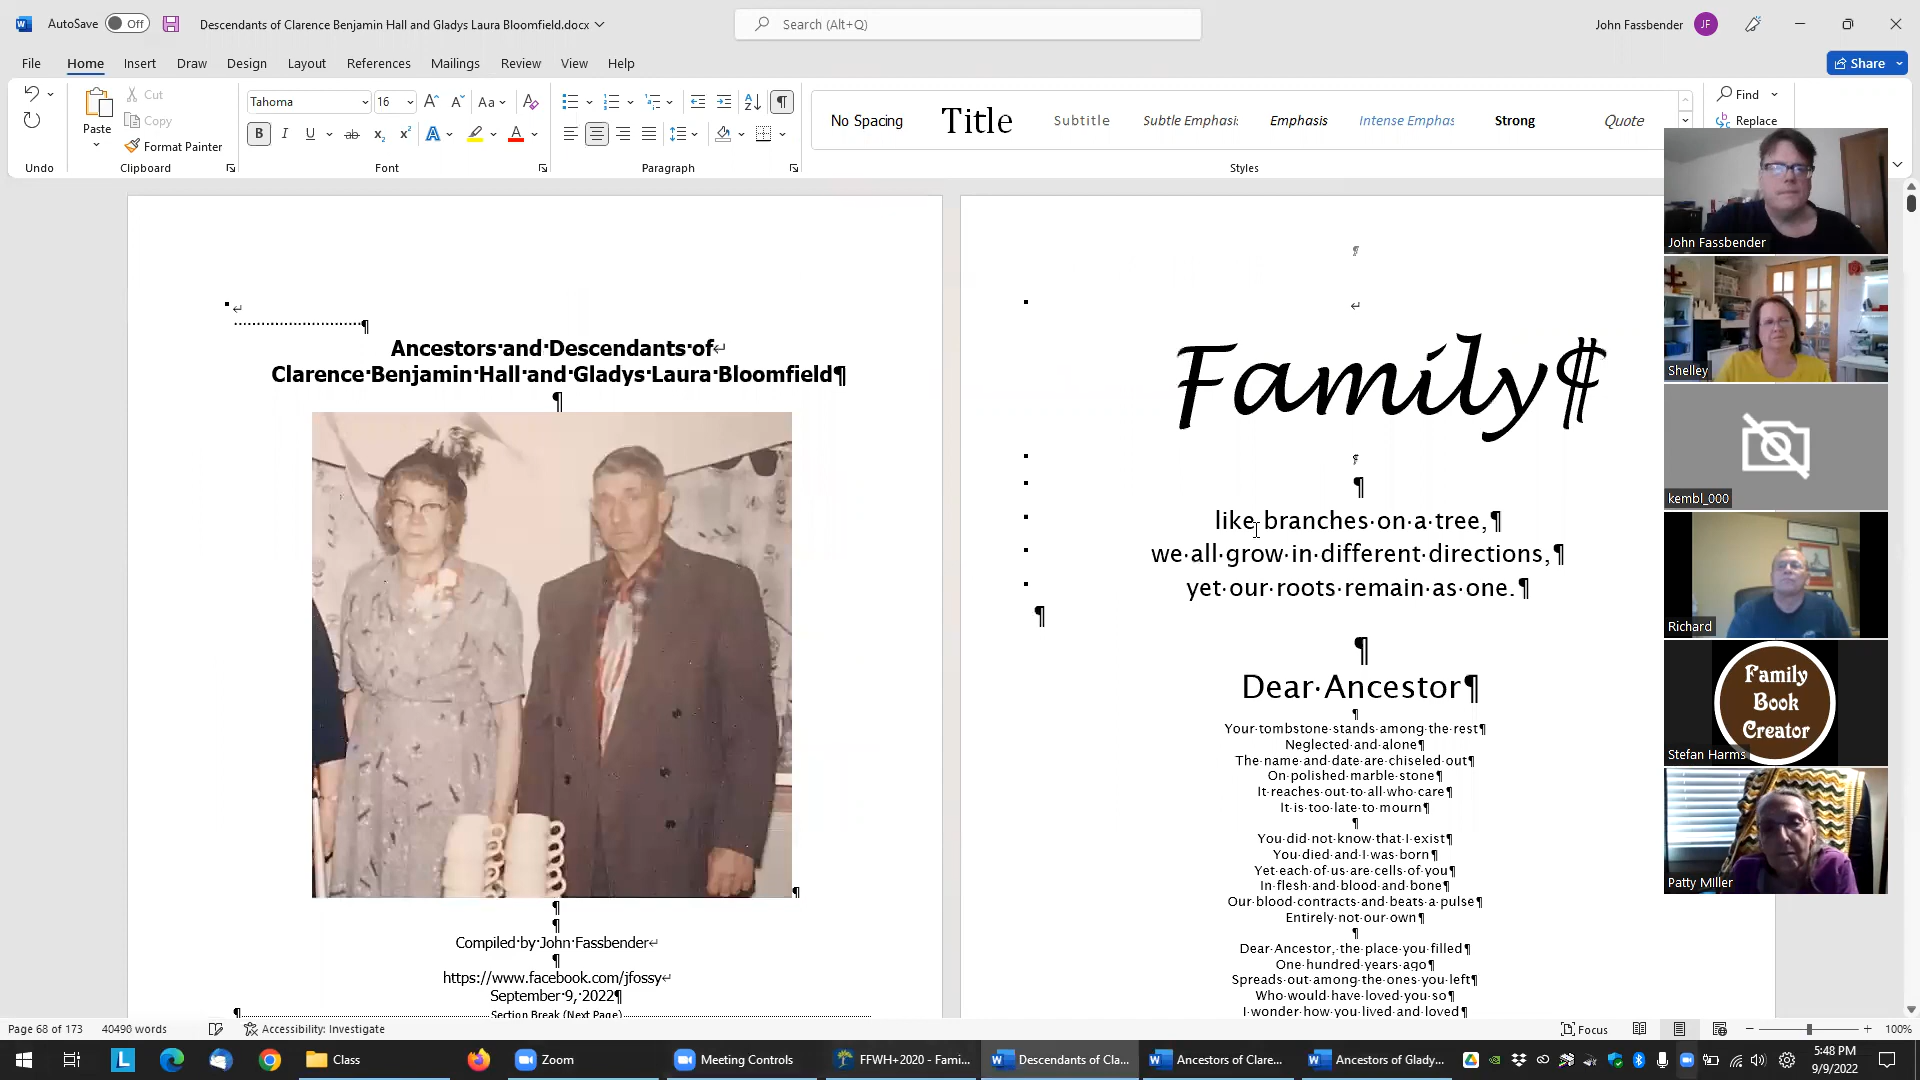 AutoSave Off Descendants of Clarence Benjamin Hall and Gladys Laura Bloomfield.docx Search (Alt+Q) John Fassbender JF
File Home Insert Draw Design Layout References Mailings Review View Help Share
Cut
Copy
Format Painter
Paste
Tahoma 16
No Spacing Title Subtitle Subtle Emphasi: Emphasis Intense Emphas Strong Quote
Find
Replace
Undo Clipboard Font Paragraph Styles
Ancestors·and·Descendants·of↵
Clarence·Benjamin·Hall·and·Gladys·Laura·Bloomfield¶
Compiled·by·John·Fassbender↵
https://www.facebook.com/jfossy↵
September·9,·2022¶
Section Break (Next Page)
Family¶
like·branches·on·a·tree,¶
we·all·grow·in·different·directions,¶
yet·our·roots·remain·as·one.¶
Dear·Ancestor¶
Your·tombstone·stands·among·the·rest¶
Neglected·and·alone¶
The·name·and·date·are·chiseled·out¶
On·polished·marble·stone¶
It·reaches·out·to·all·who·care¶
It·is·too·late·to·mourn¶
You·did·not·know·that·I·exist¶
You·died·and·I·was·born¶
Yet·each·of·us·are·cells·of·you¶
In·flesh·and·blood·and·bone¶
Our·blood·contracts·and·beats·a·pulse¶
Entirely·not·our·own¶
Dear·Ancestor,·the·place·you·filled¶
One·hundred·years·ago¶
Spreads·out·among·the·ones·you·left¶
Who·would·have·loved·you·so¶
I·wonder·how·you·lived·and·loved¶
John Fassbender
Shelley
kembl_000
Richard
Family
Book
Creator
Stefan Harms
Patty Miller
Page 68 of 173 40490 words Accessibility: Investigate Focus 100%
Class Zoom Meeting Controls FFWH+2020 - Fami... Descendants of Cla... Ancestors of Clare... Ancestors of Glady... 5:48 PM
9/9/2022